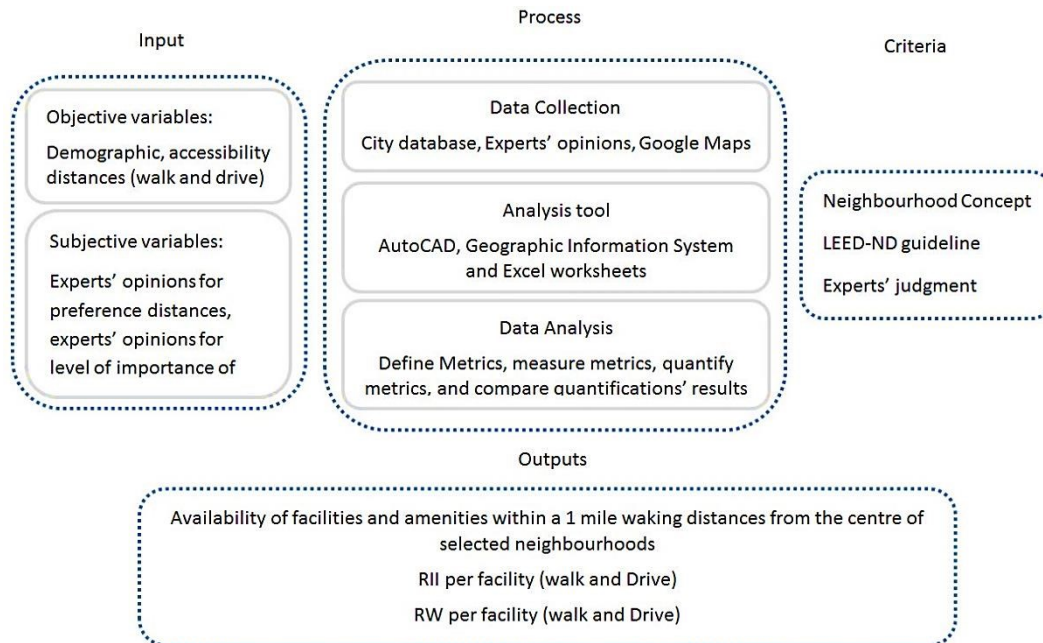 Input
Objective variables:
Demographic, accessibility
distances (walk and drive)
Subjective variables:
Experts’ opinions for
preference distances,
experts’ opinions for
level of importance of
Process
Data Collection
City database, Experts’ opinions, Google Maps
Analysis tool
AutoCAD, Geographic Information System
and Excel worksheets
Data Analysis
Define Metrics, measure metrics, quantify
metrics, and compare quantifications’ results
Criteria
Neighbourhood Concept
LEED-ND guideline
Experts’ judgment
Outputs
Availability of facilities and amenities within a 1 mile waking distances from the centre of
selected neighbourhoods
RII per facility (walk and Drive)
RW per facility (walk and Drive)